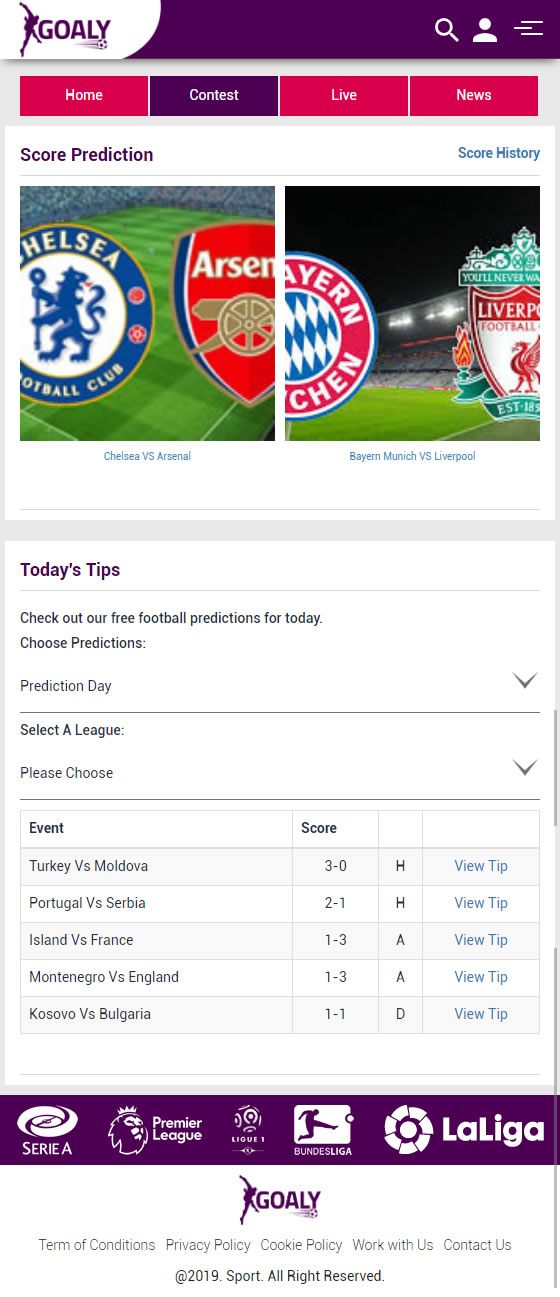 GOALY
Home Contest Live News
Score Prediction Score History
CHELSEA
FOOTBALL CLUB
Arsen
AYERN
CHEN
YOU'LL NEVER WA
LIVERPO
FOOTBALL
EST·189
Chelsea VS Arsenal Bayern Munich VS Liverpool
Today's Tips
Check out our free football predictions for today.
Choose Predictions:
Prediction Day
Select A League:
Please Choose
Event Score
Turkey Vs Moldova 3-0 H View Tip
Portugal Vs Serbia 2-1 H View Tip
Island Vs France 1-3 A View Tip
Montenegro Vs England 1-3 A View Tip
Kosovo Vs Bulgaria 1-1 D View Tip
SERIE A
Premier League
LIGUE 1
BUNDESLIGA
LaLiga
GOALY
Term of Conditions Privacy Policy Cookie Policy Work with Us Contact Us
@2019. Sport. All Right Reserved.